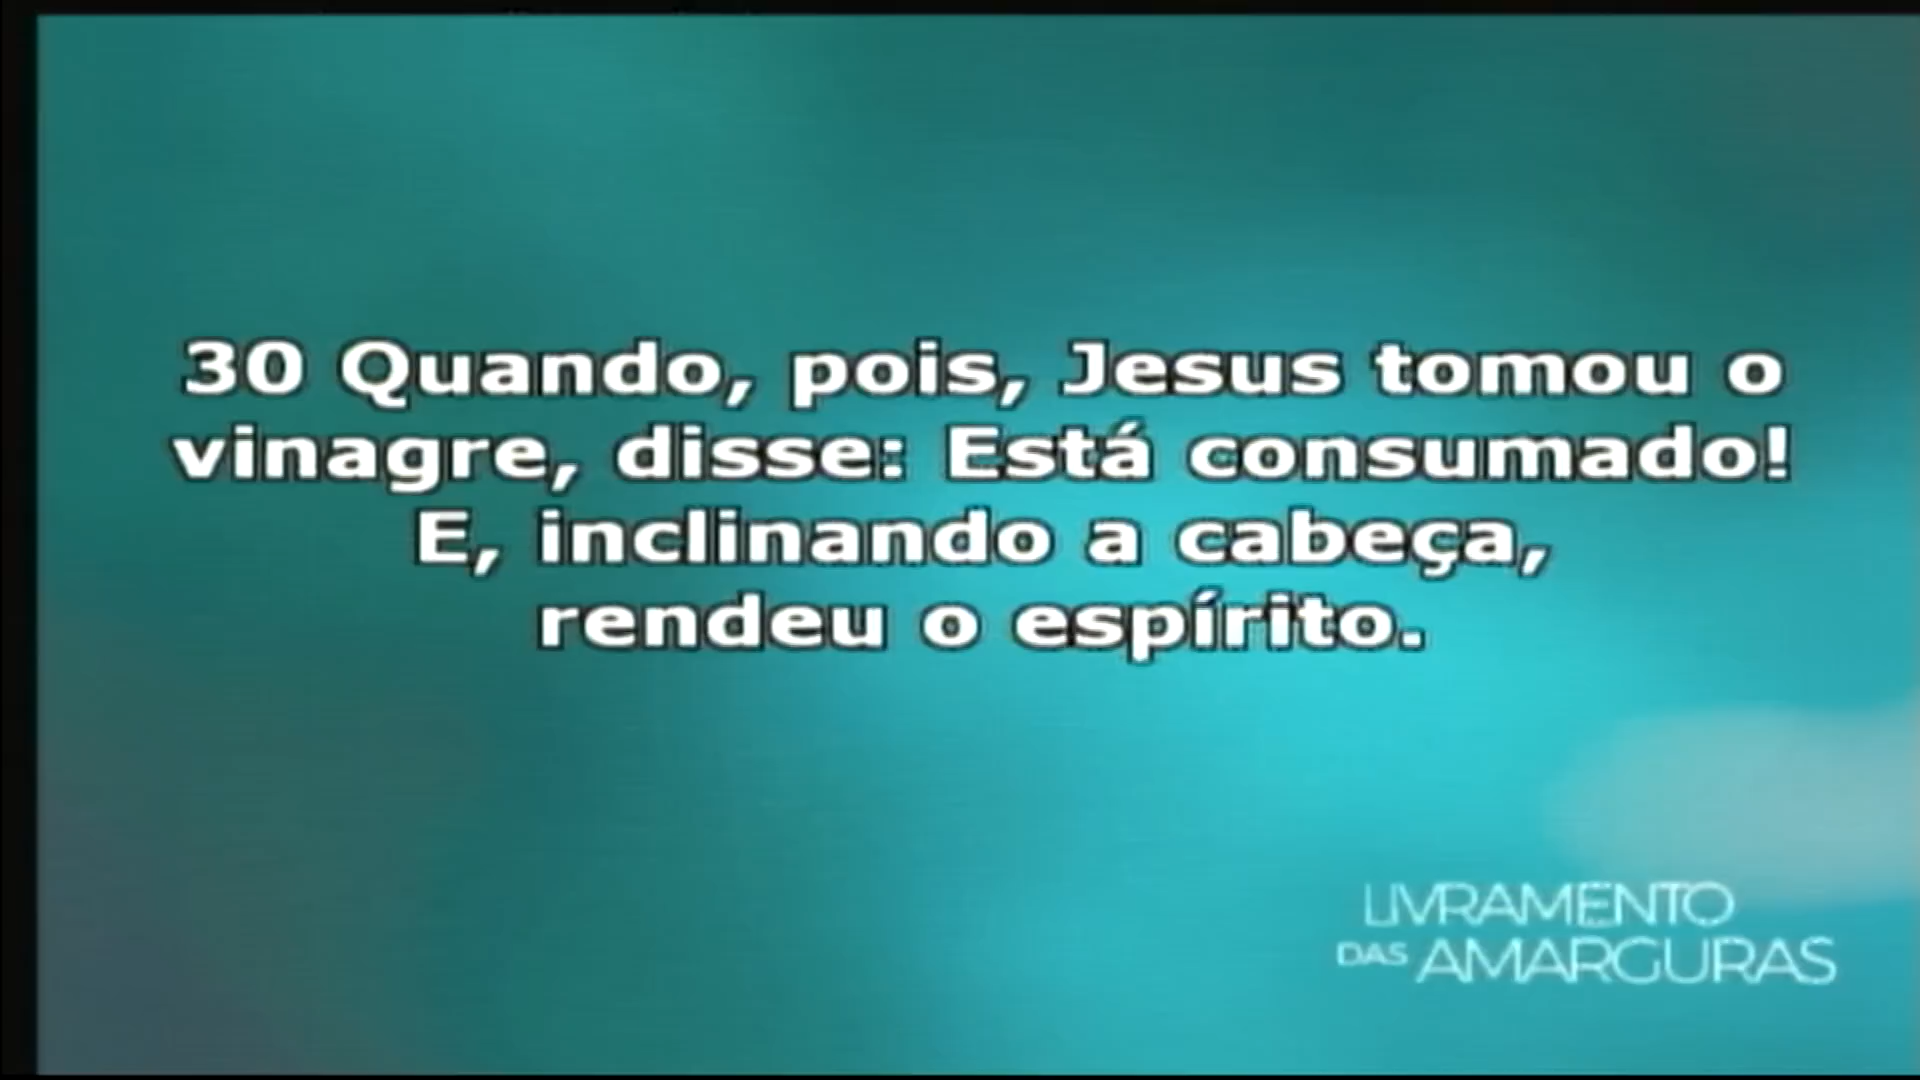 30 Quando, pois, Jesus tomou o
vinagre, disse: Está consumado!
E, inclinando a cabeça,
rendeu o espírito.
LIVRAMENTO
DAS AMARGURAS